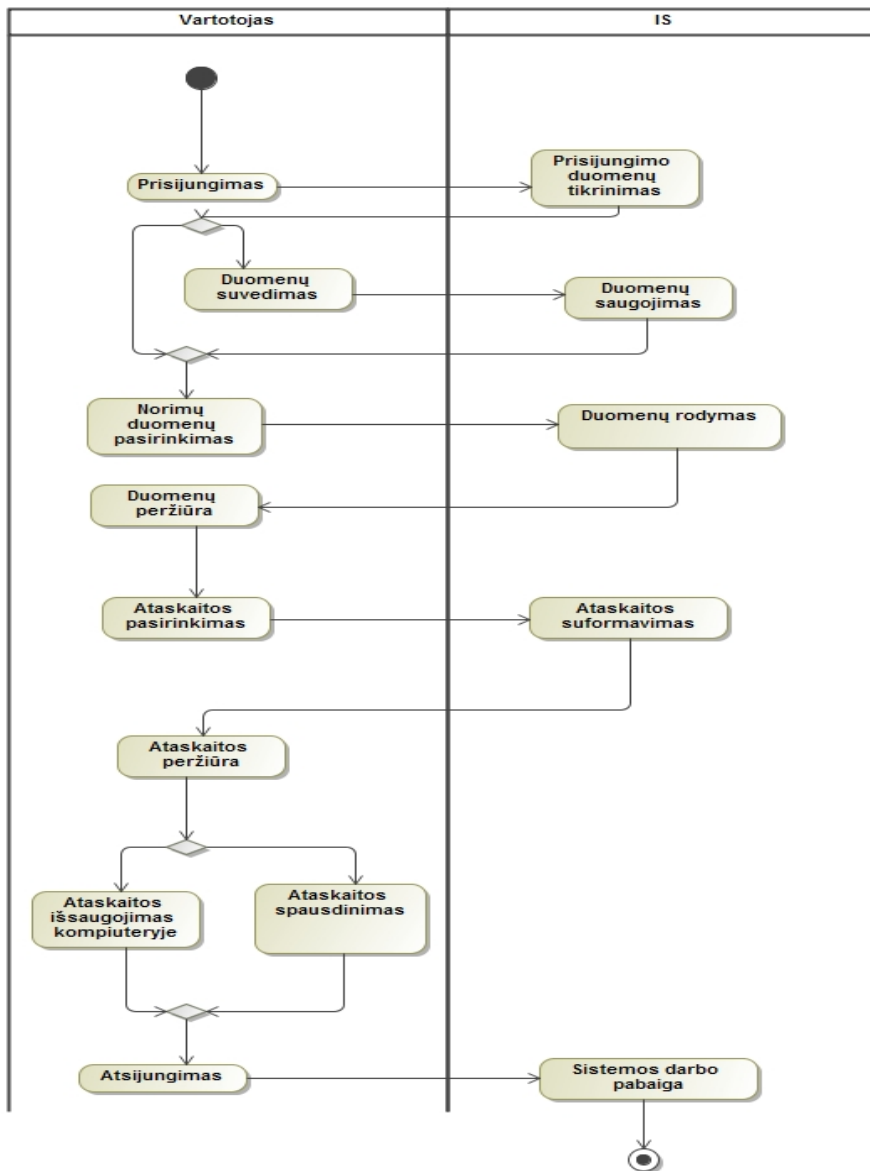 Vartotojas
IS
Prisijungimas
Prisijungimo
duomenų
tikrinimas
Duomenų
suvedimas
Duomenų
saugojimas
Norimų
duomenų
pasirinkimas
Duomenų rodymas
Duomenų
peržiūra
Ataskaitos
pasirinkimas
Ataskaitos
suformavimas
Ataskaitos
peržiūra
Ataskaitos
išsaugojimas
kompiuteryje
Ataskaitos
spausdinimas
Atsijungimas
Sistemos darbo
pabaiga